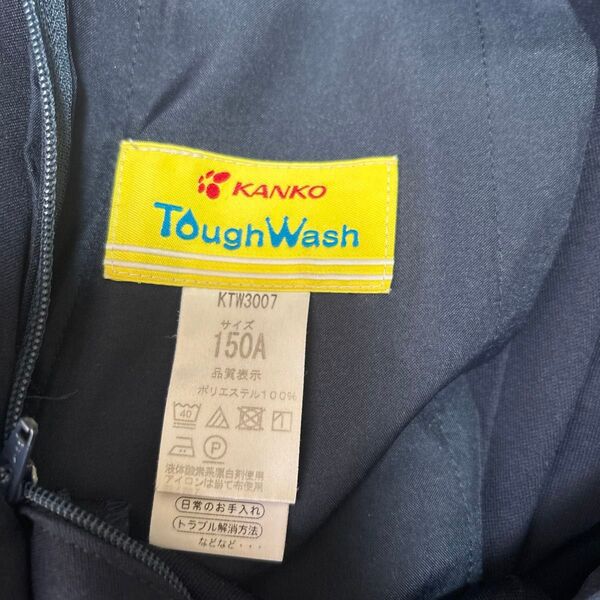 KANKO
ToughWash
KTW3007
サイズ
150A
品質表示
ポリエステル100%
40
P
液体酸素系漂白剤使用
アイロンは当て布使用
日常のお手入れ
トラブル解消方法
などなど・・・